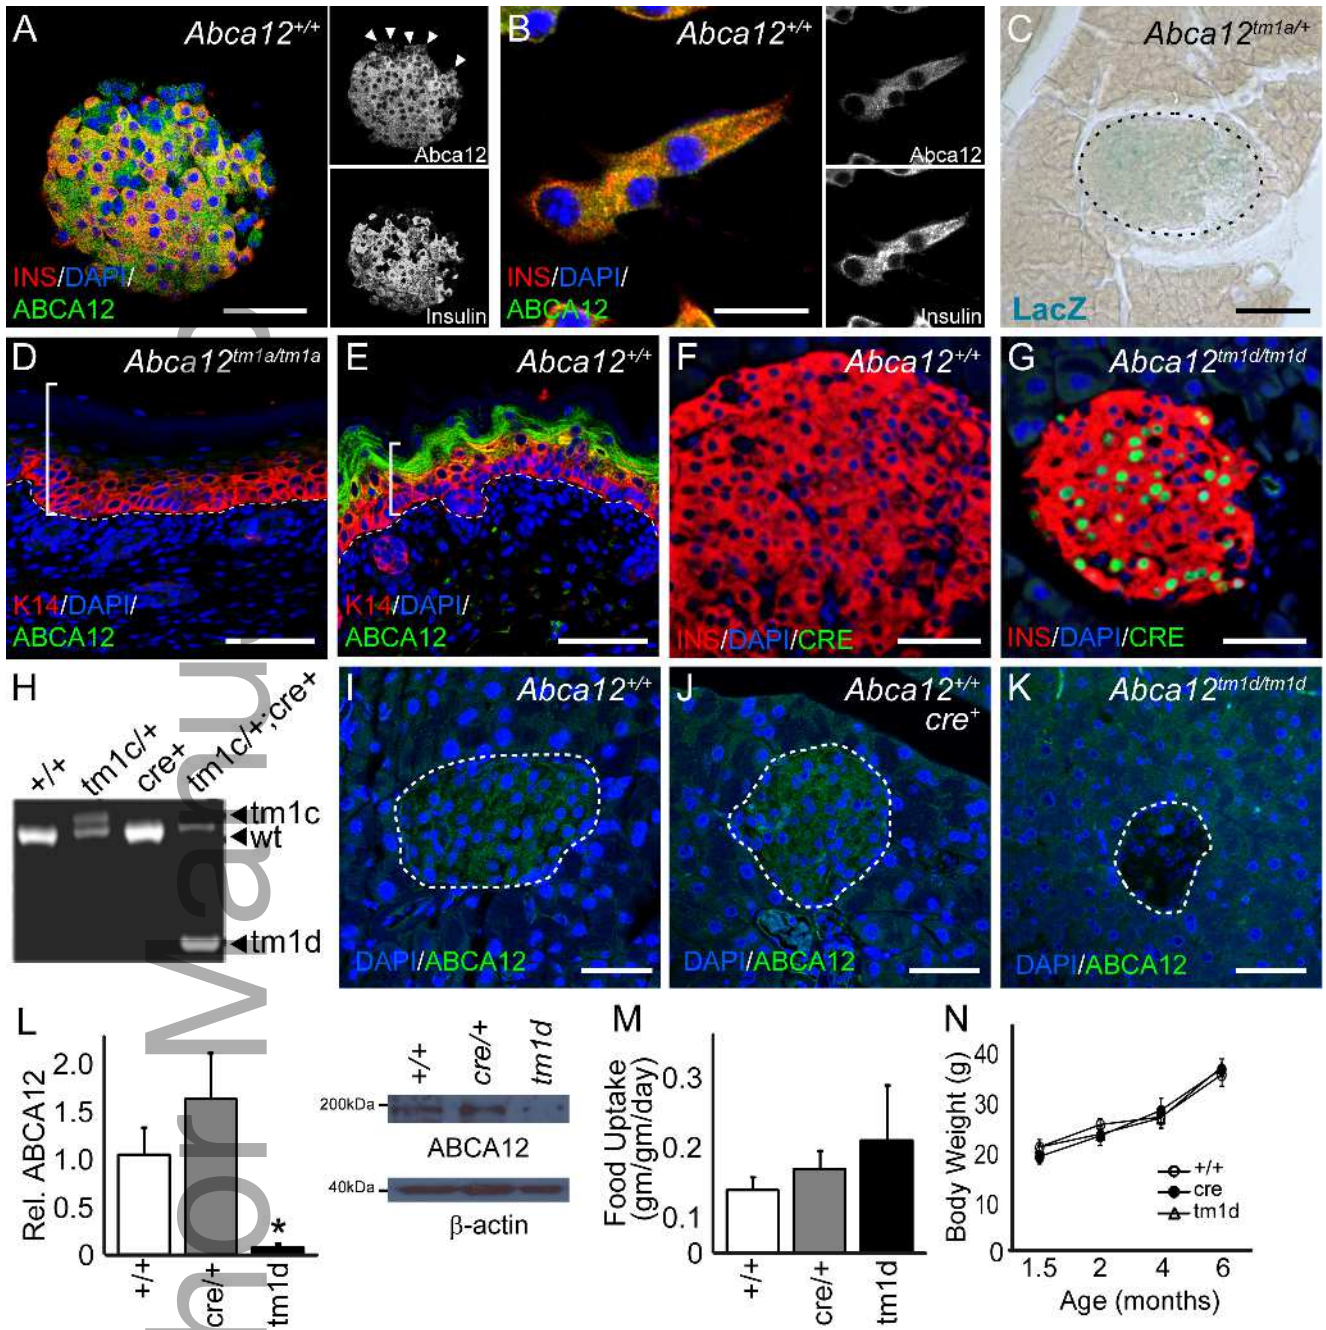 A
Abca12+/+
Abca12
Insulin
INS/DAPI/
ABCA12
B
Abca12+/+
Abca12
Insulin
INS/DAPI/
ABCA12
C
Abca12tm1a/+
LacZ
D
Abca12tm1a/tm1a
K14/DAPI/
ABCA12
E
Abca12+/+
K14/DAPI/
ABCA12
F
Abca12+/+
INS/DAPI/CRE
G
Abca12tm1d/tm1d
INS/DAPI/CRE
H
+/+
tm1c/+
cre+
tm1c/+;cre+
tm1c
wt
tm1d
I
Abca12+/+
DAPI/ABCA12
J
Abca12+/+
cre+
DAPI/ABCA12
K
Abca12tm1d/tm1d
DAPI/ABCA12
L
Rel. ABCA12
2.0
1.5
1.0
0.5
0
*
+/+
cre/+
tm1d
+/+
cre/+
tm1d
200kDa
ABCA12
40kDa
β-actin
M
Food Uptake
(gm/gm/day)
0.3
0.2
0.1
0
+/+
cre/+
tm1d
N
Body Weight (g)
40
30
20
10
0
+/+
cre
tm1d
1.5
2
4
6
Age (months)